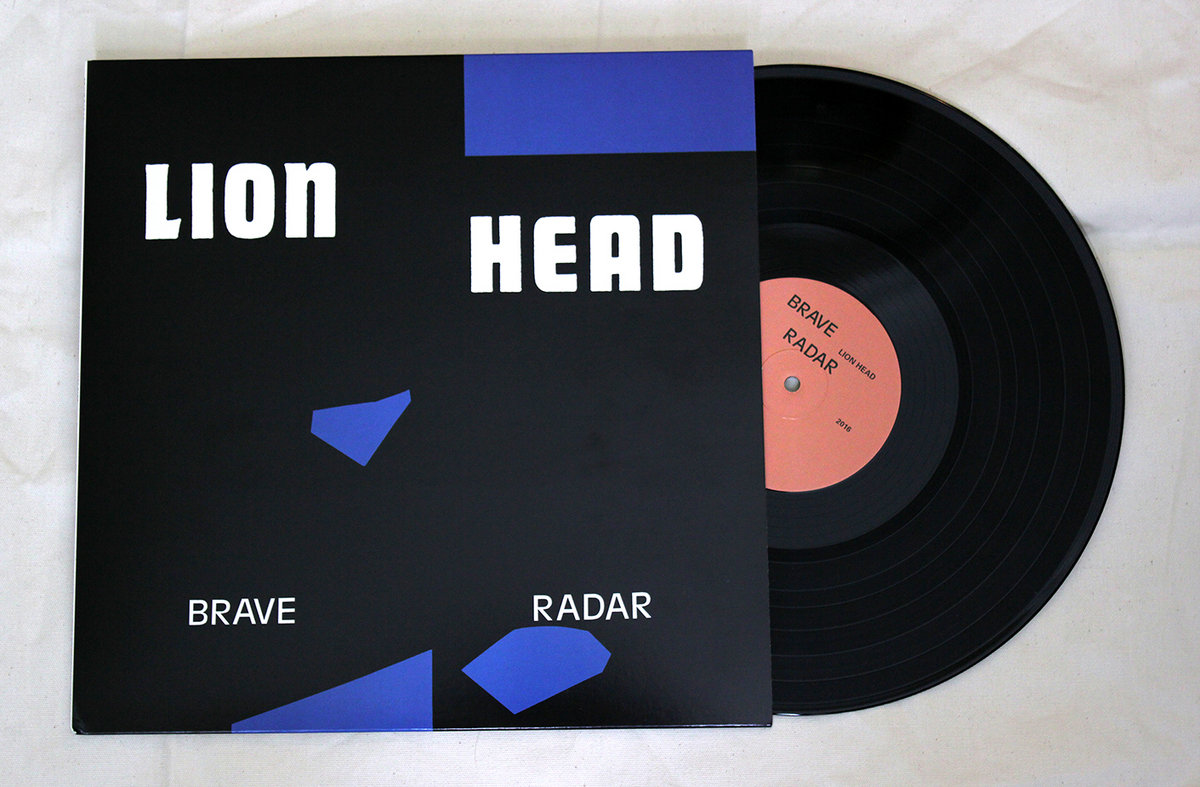 LION
HEAD
BRAVE RADAR
BRAVE
RADAR
LION HEAD
2016